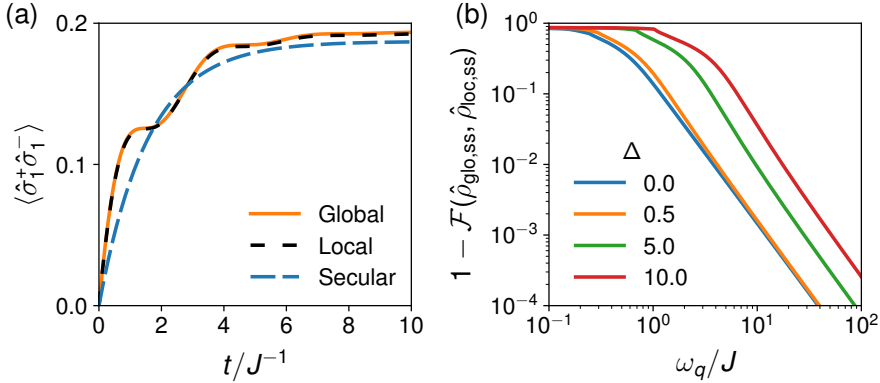 (a)
0.2
0.1
0.0
⟨σ̂₁⁺σ̂₁⁻⟩
Global
Local
Secular
0 2 4 6 8 10
t/J⁻¹
(b)
10⁰
10⁻¹
10⁻²
10⁻³
10⁻⁴
1 − ℱ(ρ̂glo,ss, ρ̂loc,ss)
Δ
0.0
0.5
5.0
10.0
10⁻¹ 10⁰ 10¹ 10²
ω_q/J